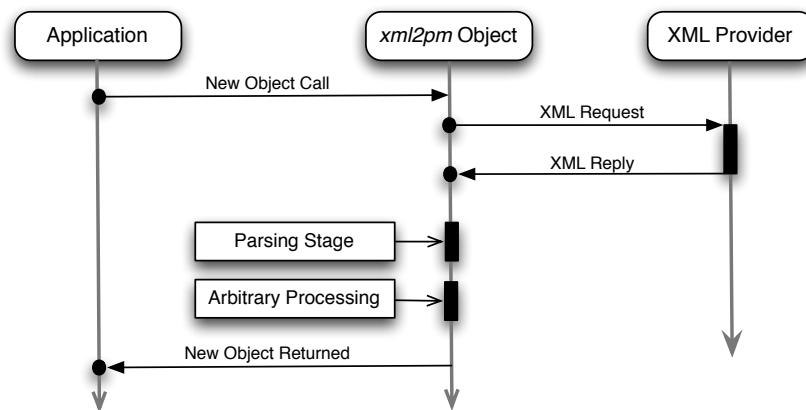 Application
xml2pm Object
XML Provider
New Object Call
XML Request
XML Reply
Parsing Stage
Arbitrary Processing
New Object Returned